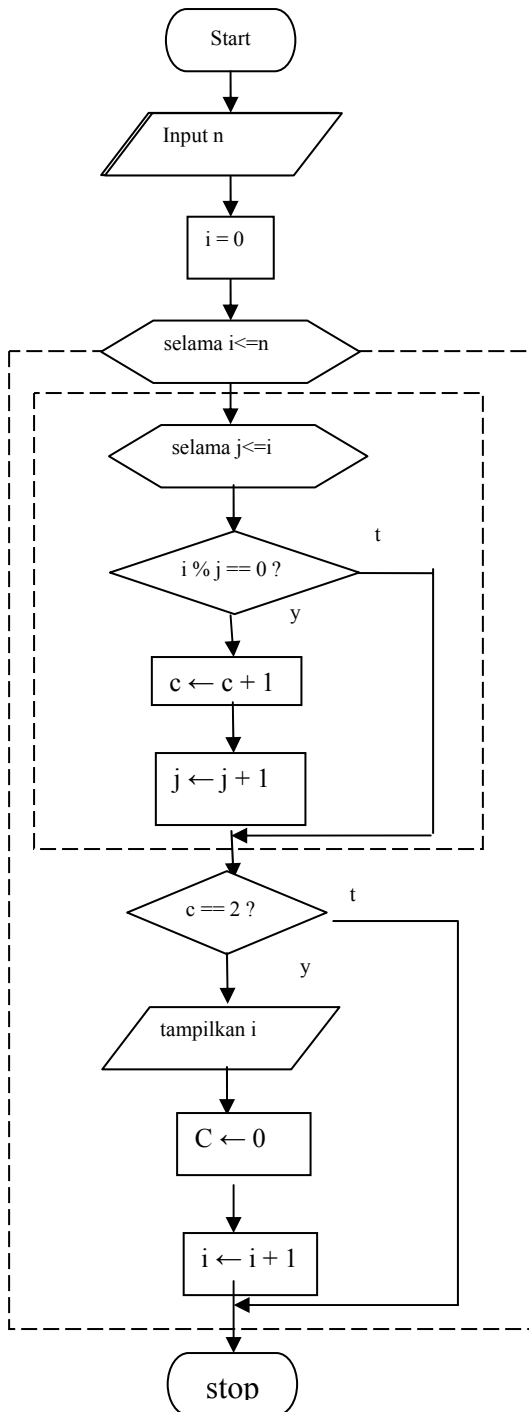 Start
Input n
i = 0
selama i<=n
selama j<=i
t
i % j == 0 ?
y
c ← c + 1
j ← j + 1
t
c == 2 ?
y
tampilkan i
C ← 0
i ← i + 1
stop